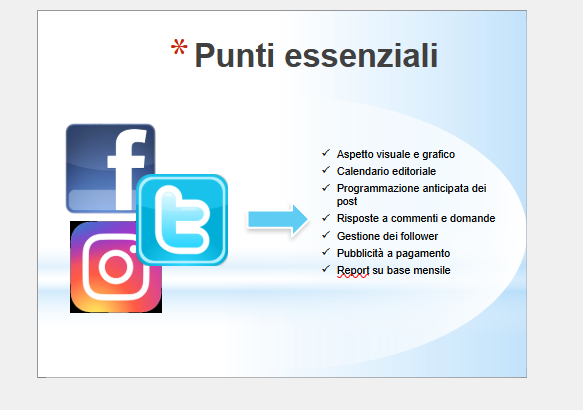 * Punti essenziali
Aspetto visuale e grafico
Calendario editoriale
Programmazione anticipata dei
post
Risposte a commenti e domande
Gestione dei follower
Pubblicità a pagamento
Report su base mensile